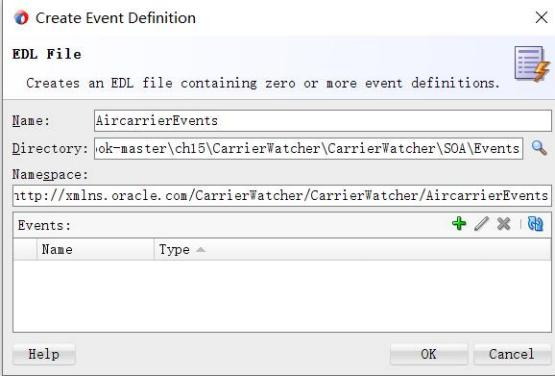 Create Event Definition
EDL File
Creates an EDL file containing zero or more event definitions.
Name: AircarrierEvents
Directory: ok-master\ch15\CarrierWatcher\CarrierWatcher\SOA\Events
Namespace:
http://xmlns.oracle.com/CarrierWatcher/CarrierWatcher/AircarrierEvents
Events:
Name Type
Help OK Cancel